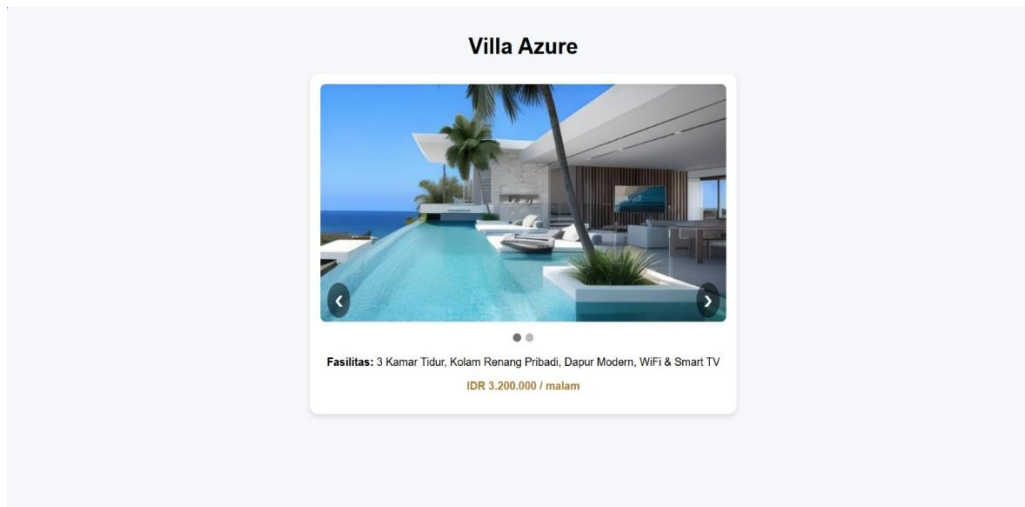 Villa Azure
Fasilitas: 3 Kamar Tidur, Kolam Renang Pribadi, Dapur Modern, WiFi & Smart TV
IDR 3.200.000 / malam